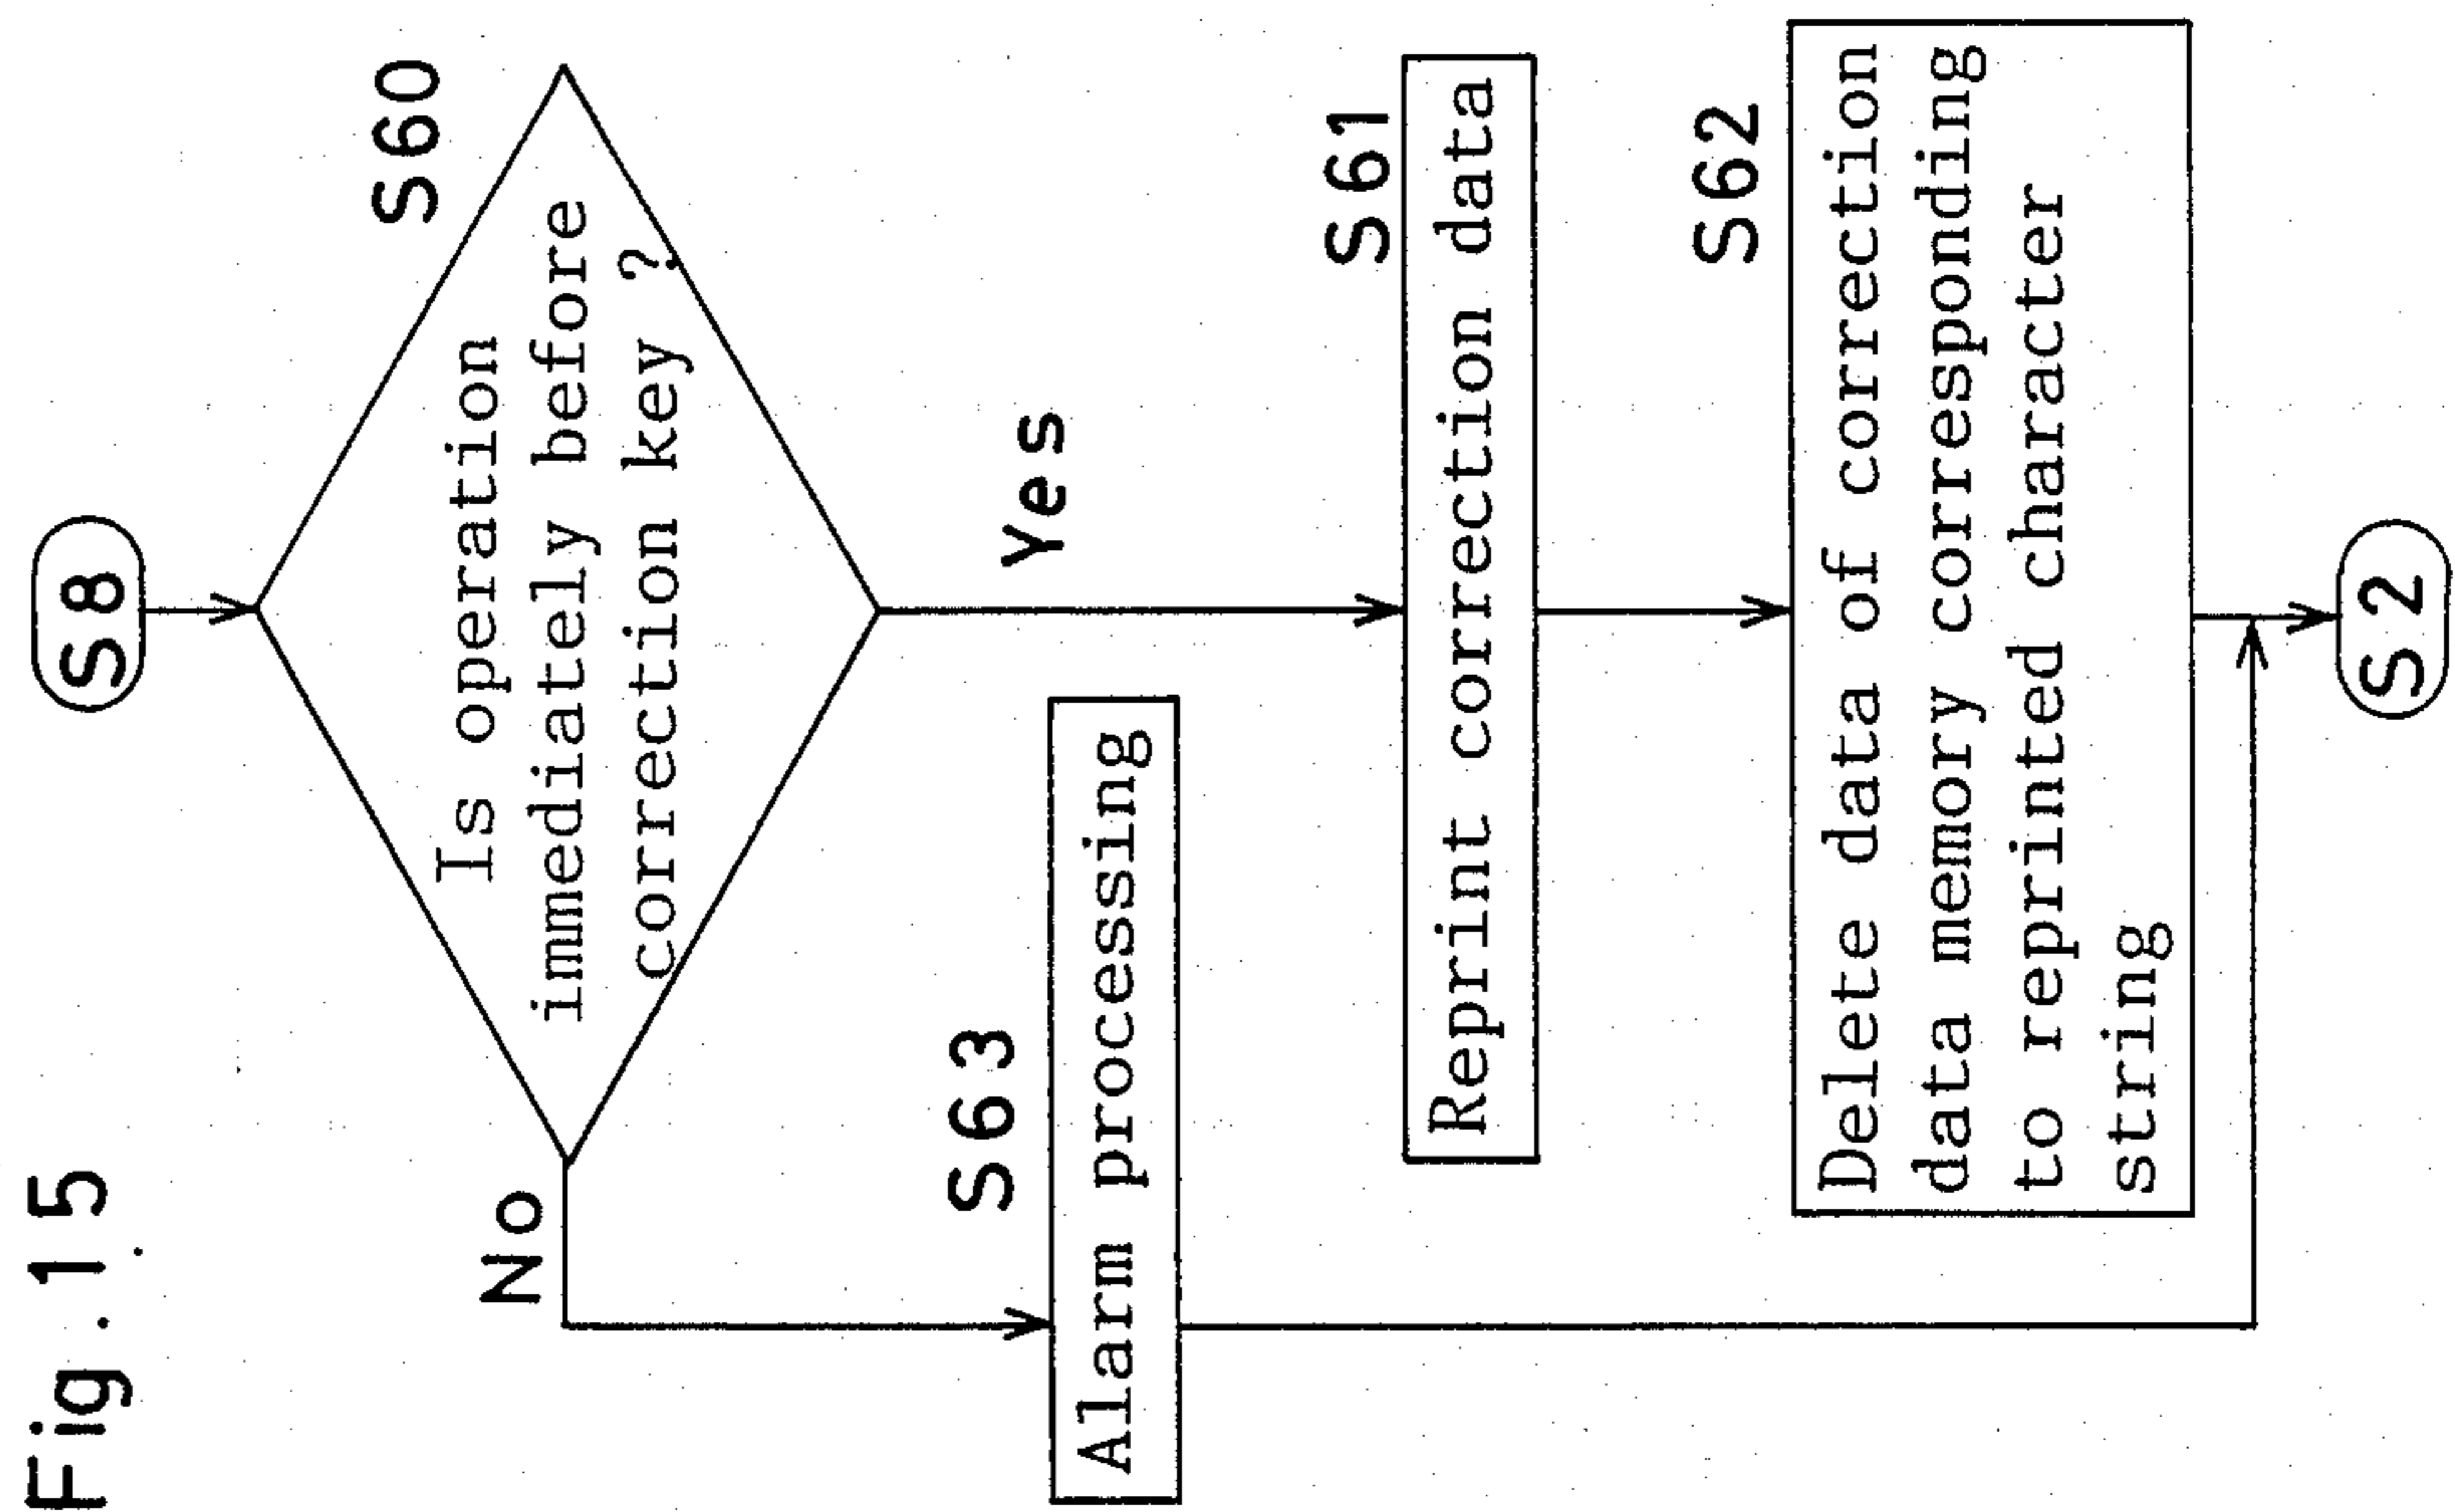 Fig.15
S8
S60
Is operation
immediately before
correction key ?
No
Yes
S63
Alarm processing
S61
Reprint correction data
S62
Delete data of correction
data memory corresponding
to reprinted character
string
S2